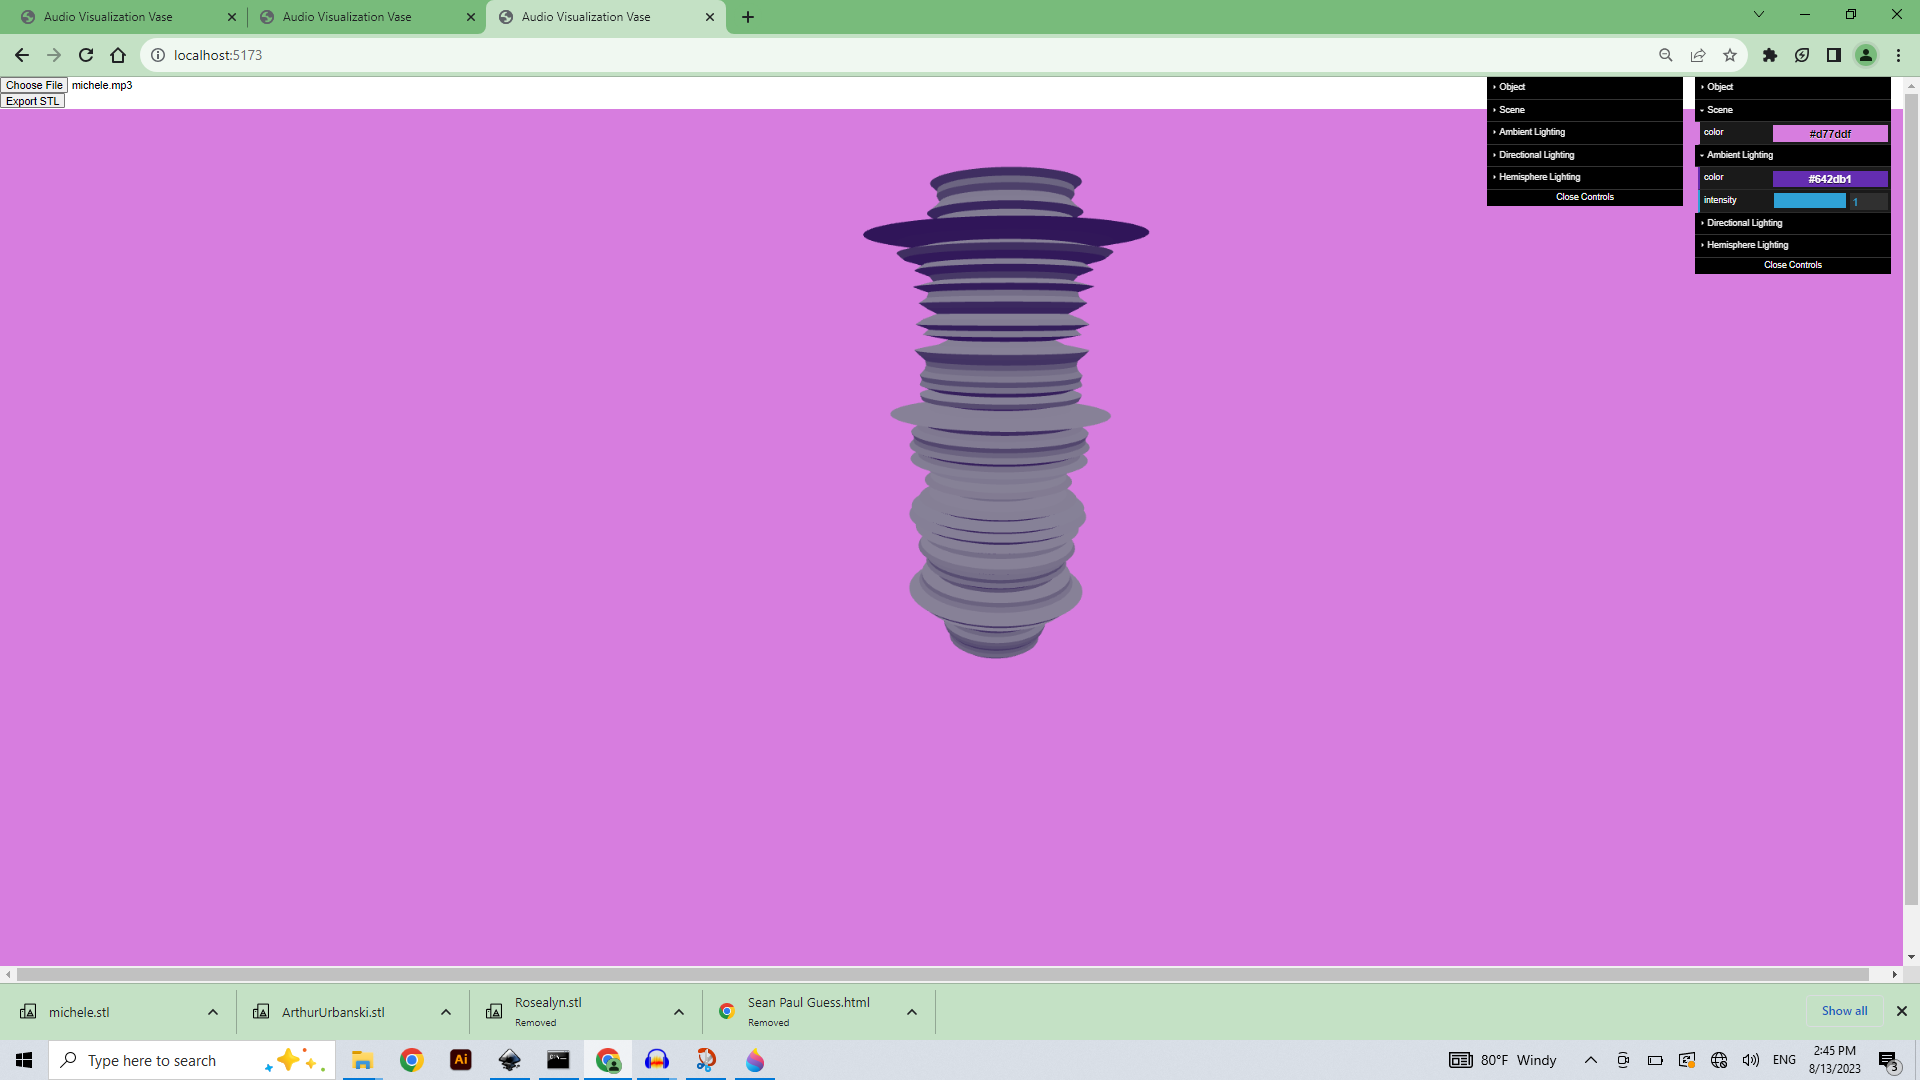 Audio Visualization Vase
Audio Visualization Vase
Audio Visualization Vase
localhost:5173
Choose File michele.mp3
Export STL
Object
Scene
Ambient Lighting
Directional Lighting
Hemisphere Lighting
Close Controls
Object
Scene
color #d77ddf
Ambient Lighting
color #642db1
intensity 1
Directional Lighting
Hemisphere Lighting
Close Controls
michele.stl
ArthurUrbanski.stl
Rosealyn.stl
Removed
Sean Paul Guess.html
Removed
Show all
Type here to search
Ai
80°F Windy
ENG
2:45 PM
8/13/2023
3